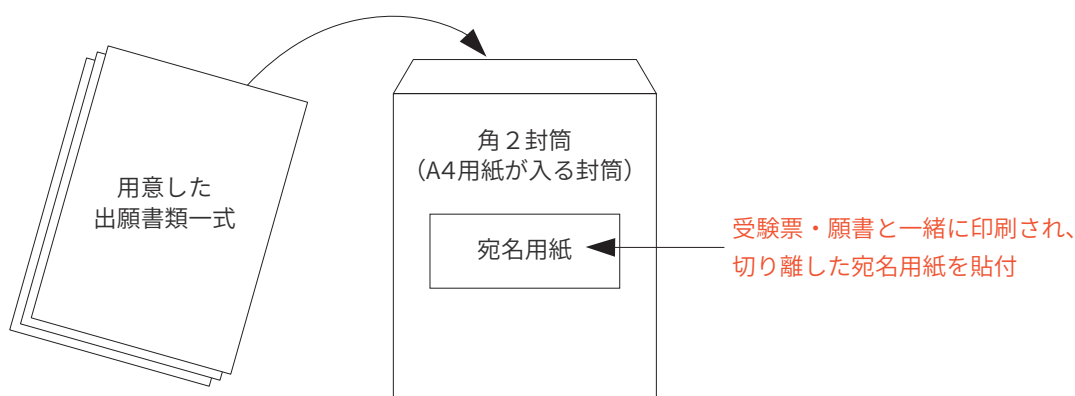 用意した
出願書類一式
角２封筒
（A4用紙が入る封筒）
宛名用紙
受験票・願書と一緒に印刷され、
切り離した宛名用紙を貼付